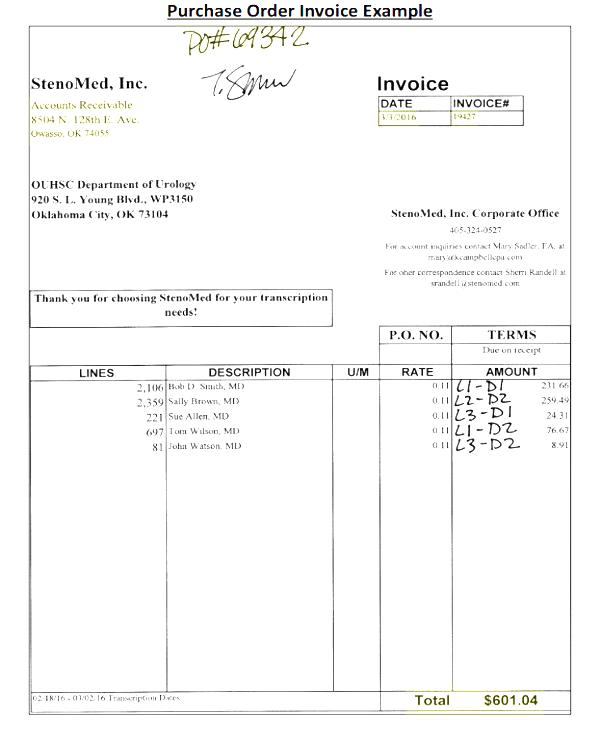 Purchase Order Invoice Example
PO# 69342
StenoMed, Inc.
Accounts Receivable
8504 N. 128th E. Ave.
Owasso, OK 74055
Invoice
DATE INVOICE#
3/3/2016 19427
OUHSC Department of Urology
920 S. L. Young Blvd., WP3150
Oklahoma City, OK 73104
StenoMed, Inc. Corporate Office
405-324-0527
For account inquiries contact Mary Sadler, EA, at
mary@kcampbellcpa.com
For oher correspondence contact Sherri Randell at
srandell@stenomed.com
Thank you for choosing StenoMed for your transcription
needs!
P.O. NO. TERMS
Due on receipt
LINES DESCRIPTION U/M RATE AMOUNT
2,106 Bob D. Smith, MD 0.11 L1-D1 231.66
2,359 Sally Brown, MD 0.11 L2-D2 259.49
221 Sue Allen, MD 0.11 L3-D1 24.31
697 Tom Wilson, MD 0.11 L1-D2 76.67
81 John Watson, MD 0.11 L3-D2 8.91
02/18/16 - 03/02/16 Transcription Dates
Total $601.04